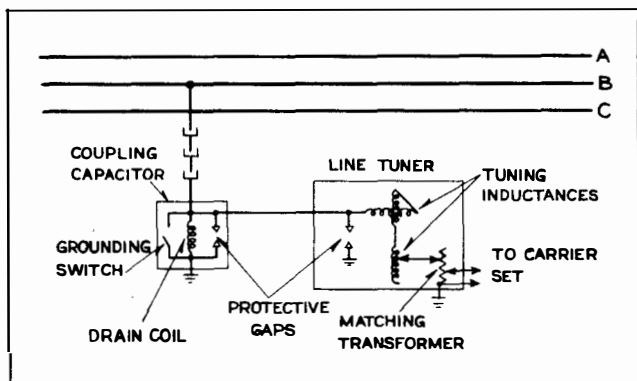 A
B
C
COUPLING
CAPACITOR
LINE TUNER
TUNING
INDUCTANCES
GROUNDING
SWITCH
TO CARRIER
SET
PROTECTIVE
GAPS
DRAIN COIL
MATCHING
TRANSFORMER